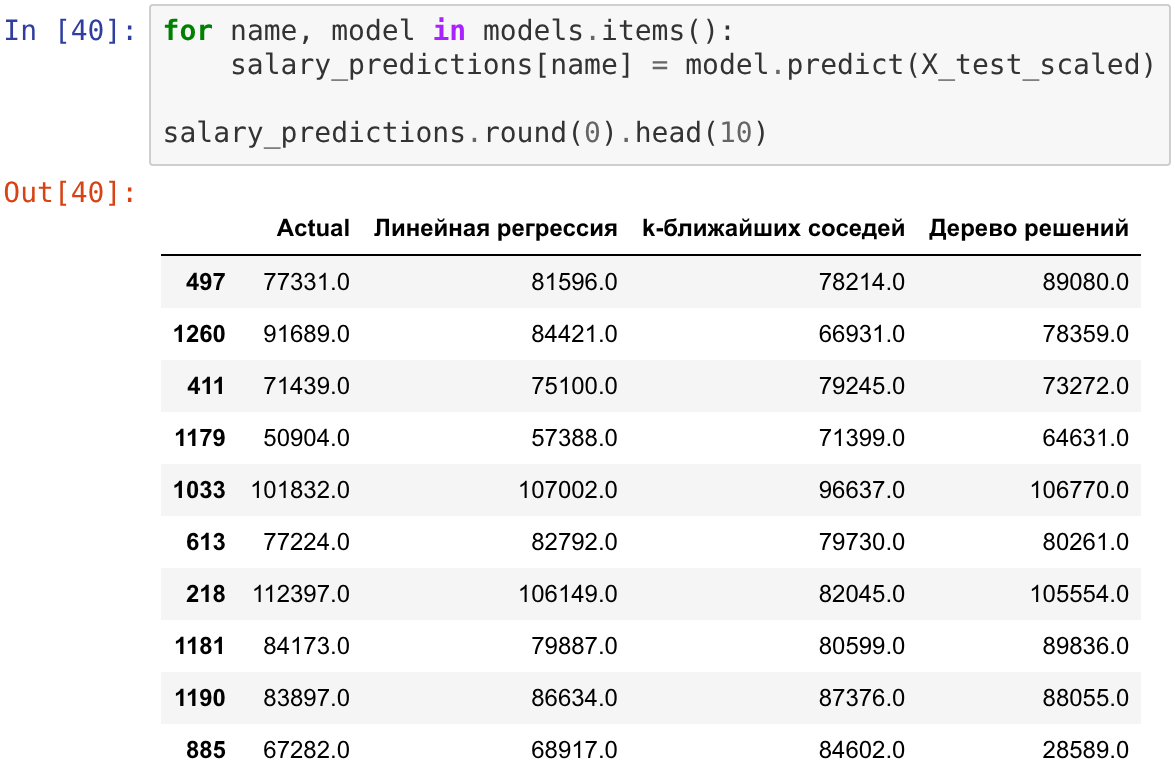 In [40]: for name, model in models.items():
    salary_predictions[name] = model.predict(X_test_scaled)
salary_predictions.round(0).head(10)
Out[40]:
Actual Линейная регрессия k-ближайших соседей Дерево решений
497 77331.0 81596.0 78214.0 89080.0
1260 91689.0 84421.0 66931.0 78359.0
411 71439.0 75100.0 79245.0 73272.0
1179 50904.0 57388.0 71399.0 64631.0
1033 101832.0 107002.0 96637.0 106770.0
613 77224.0 82792.0 79730.0 80261.0
218 112397.0 106149.0 82045.0 105554.0
1181 84173.0 79887.0 80599.0 89836.0
1190 83897.0 86634.0 87376.0 88055.0
885 67282.0 68917.0 84602.0 28589.0